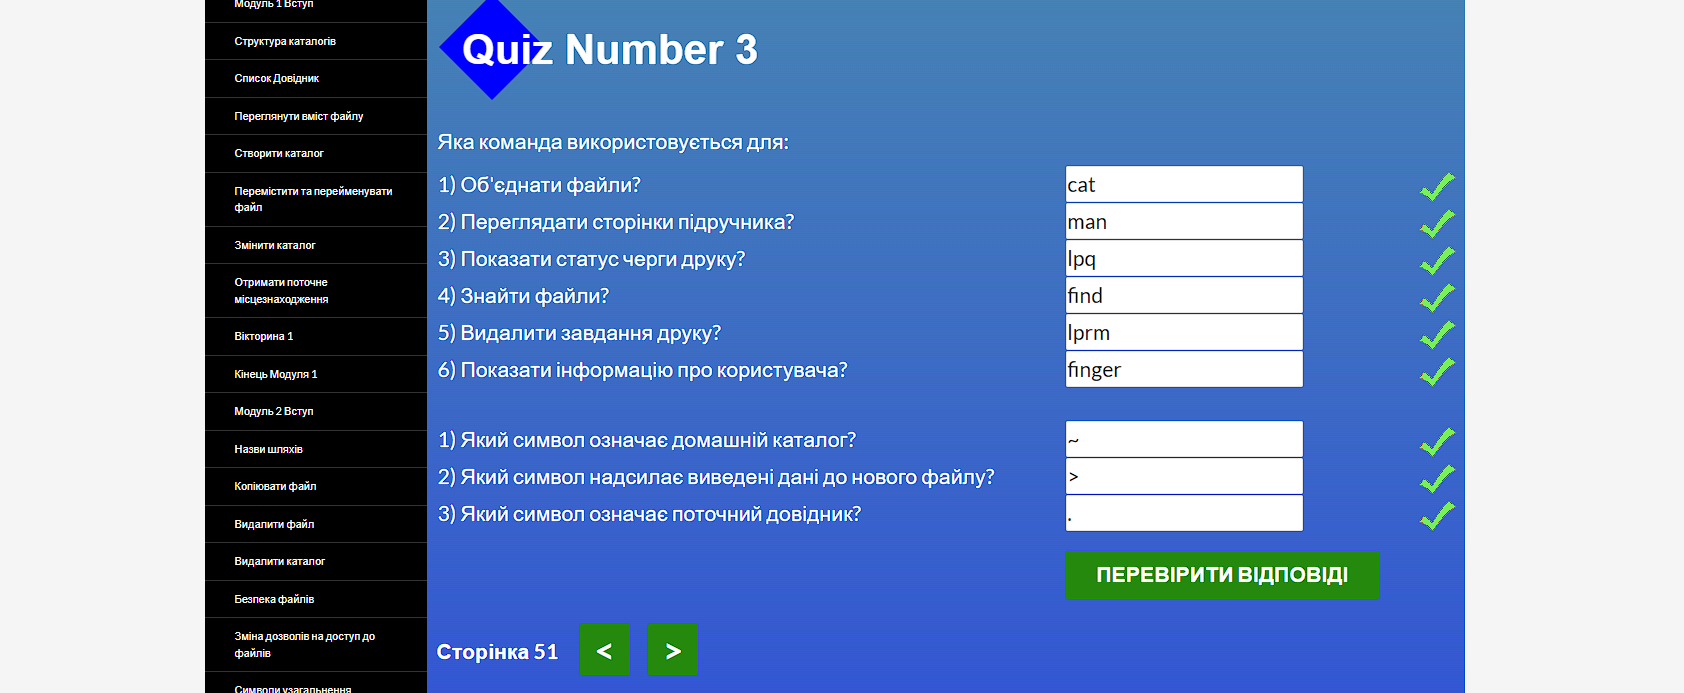 Модуль 1 Вступ
Структура каталогів
Список Довідник
Переглянути вміст файлу
Створити каталог
Перемістити та перейменувати
файл
Змінити каталог
Отримати поточне
місцезнаходження
Вікторина 1
Кінець Модуля 1
Модуль 2 Вступ
Назви шляхів
Копіювати файл
Видалити файл
Видалити каталог
Безпека файлів
Зміна дозволів на доступ до
файлів
Символи узагальнення
Quiz Number 3
Яка команда використовується для:
1) Об'єднати файли? cat
2) Переглядати сторінки підручника? man
3) Показати статус черги друку? lpq
4) Знайти файли? find
5) Видалити завдання друку? lprm
6) Показати інформацію про користувача? finger
1) Який символ означає домашній каталог? ~
2) Який символ надсилає виведені дані до нового файлу? >
3) Який символ означає поточний довідник? .
ПЕРЕВІРИТИ ВІДПОВІДІ
Сторінка 51 < >